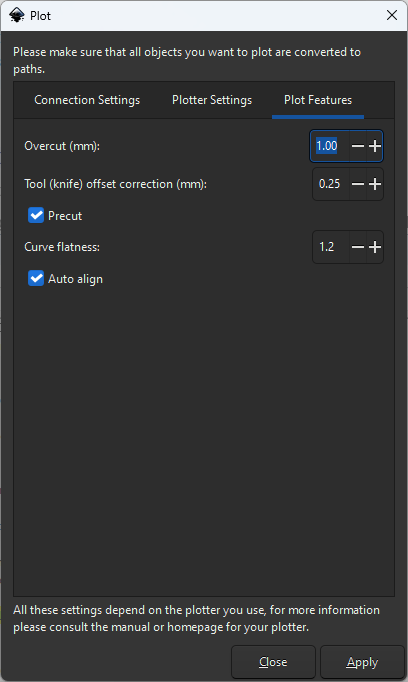 Plot
Please make sure that all objects you want to plot are converted to
paths.
Connection Settings Plotter Settings Plot Features
Overcut (mm): 1.00
Tool (knife) offset correction (mm): 0.25
Precut
Curve flatness: 1.2
Auto align
All these settings depend on the plotter you use, for more information
please consult the manual or homepage for your plotter.
Close Apply